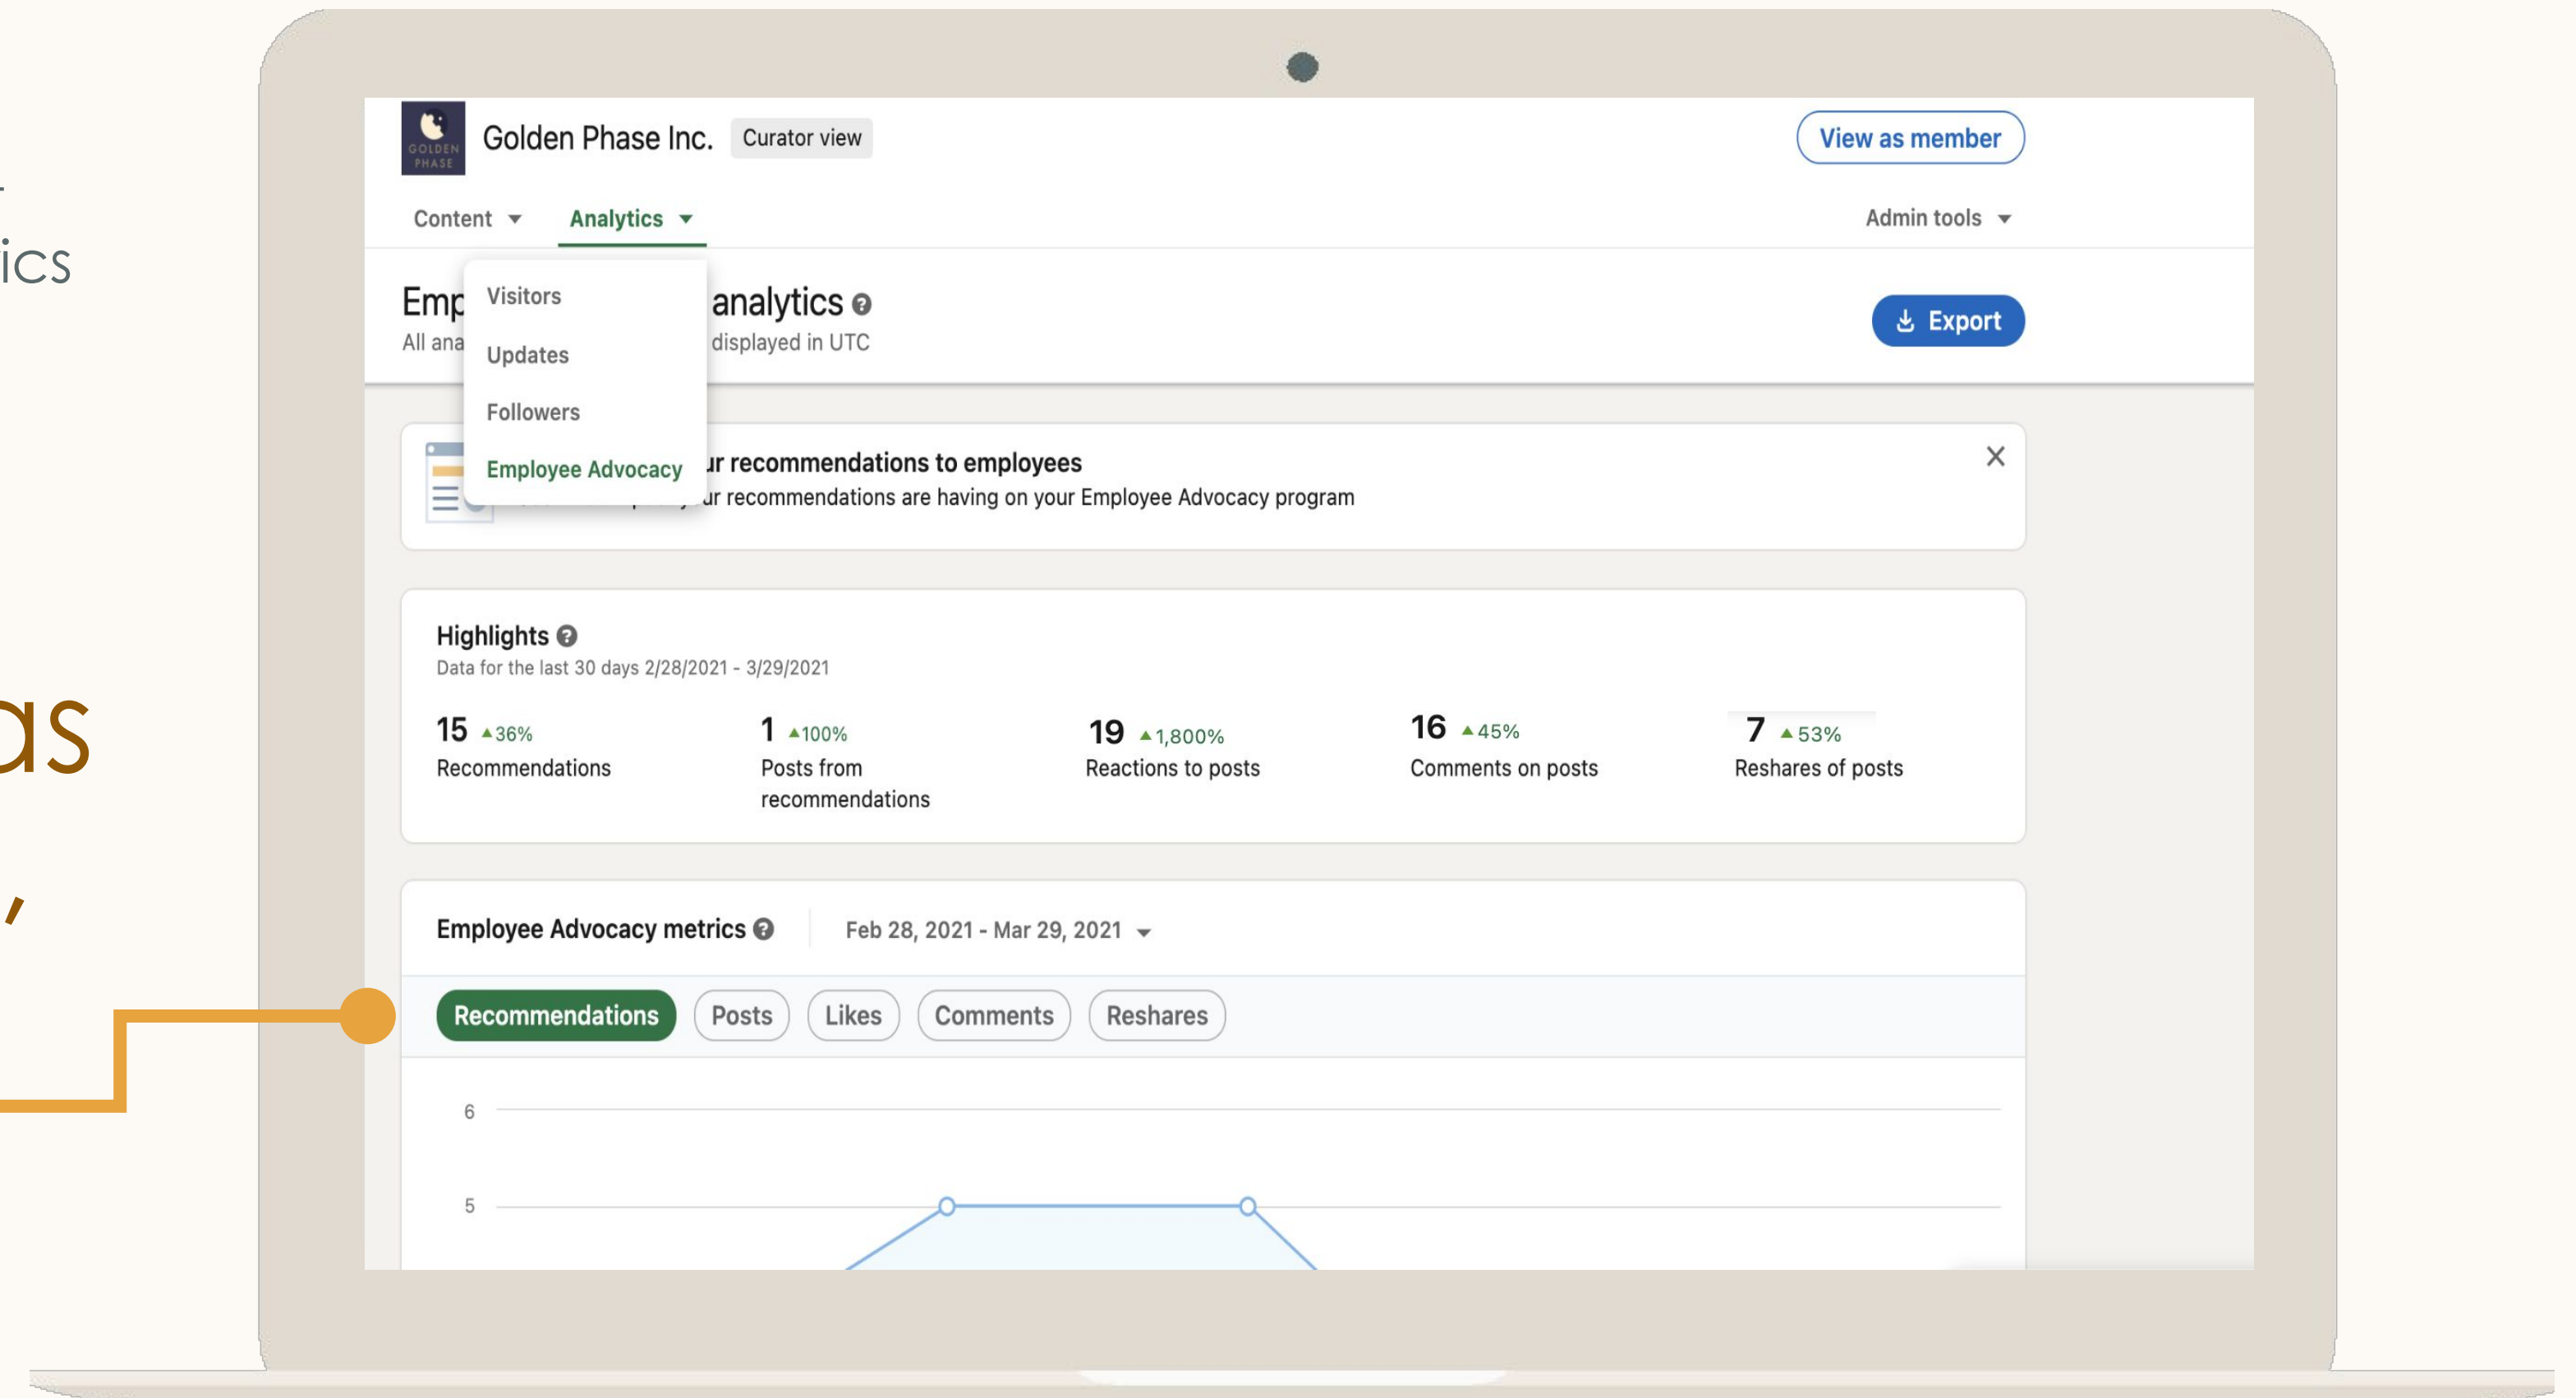 ics
as
,
GOLDEN
PHASE
Golden Phase Inc.
Curator view
View as member
Content
Analytics
Admin tools
Emp
analytics
All ana
displayed in UTC
Export
Visitors
Updates
Followers
Employee Advocacy
ur recommendations to employees
ur recommendations are having on your Employee Advocacy program
Highlights
Data for the last 30 days 2/28/2021 - 3/29/2021
15 ▲36%
Recommendations
1 ▲100%
Posts from
recommendations
19 ▲1,800%
Reactions to posts
16 ▲45%
Comments on posts
7 ▲53%
Reshares of posts
Employee Advocacy metrics
Feb 28, 2021 - Mar 29, 2021
Recommendations
Posts
Likes
Comments
Reshares
6
5